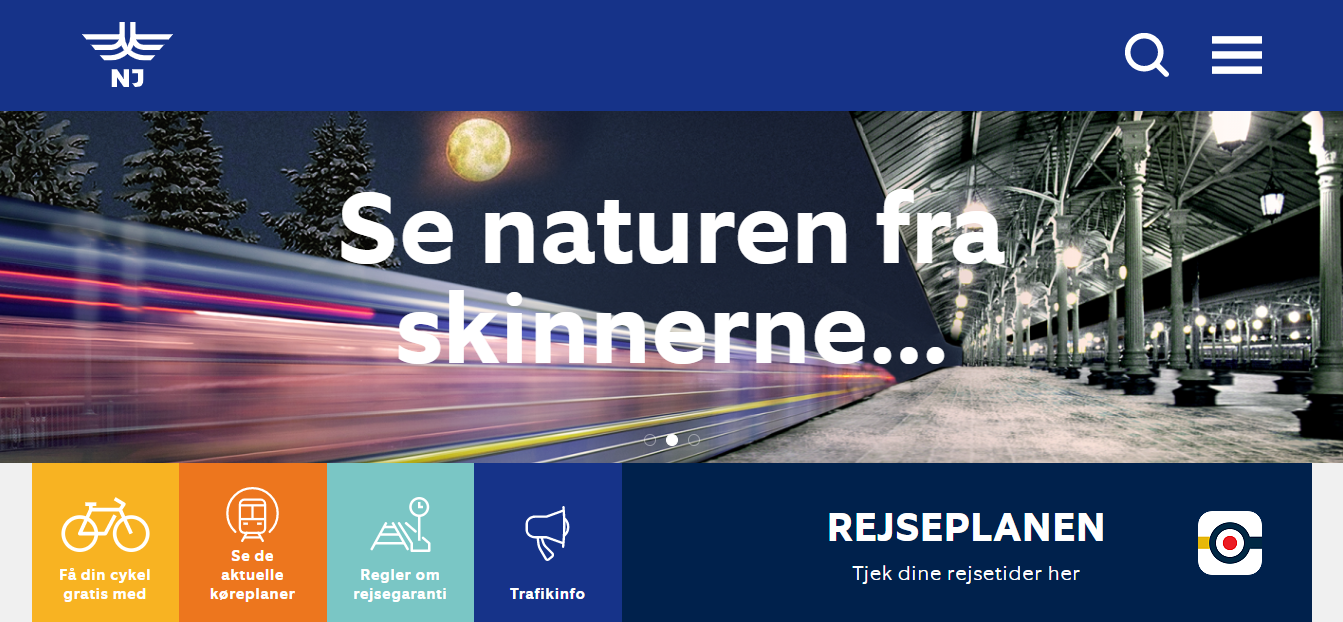 NJ
Se naturen fra
skinnerne...
Få din cykel
gratis med
Se de
aktuelle
køreplaner
Regler om
rejsegaranti
Trafikinfo
REJSEPLANEN
Tjek dine rejsetider her